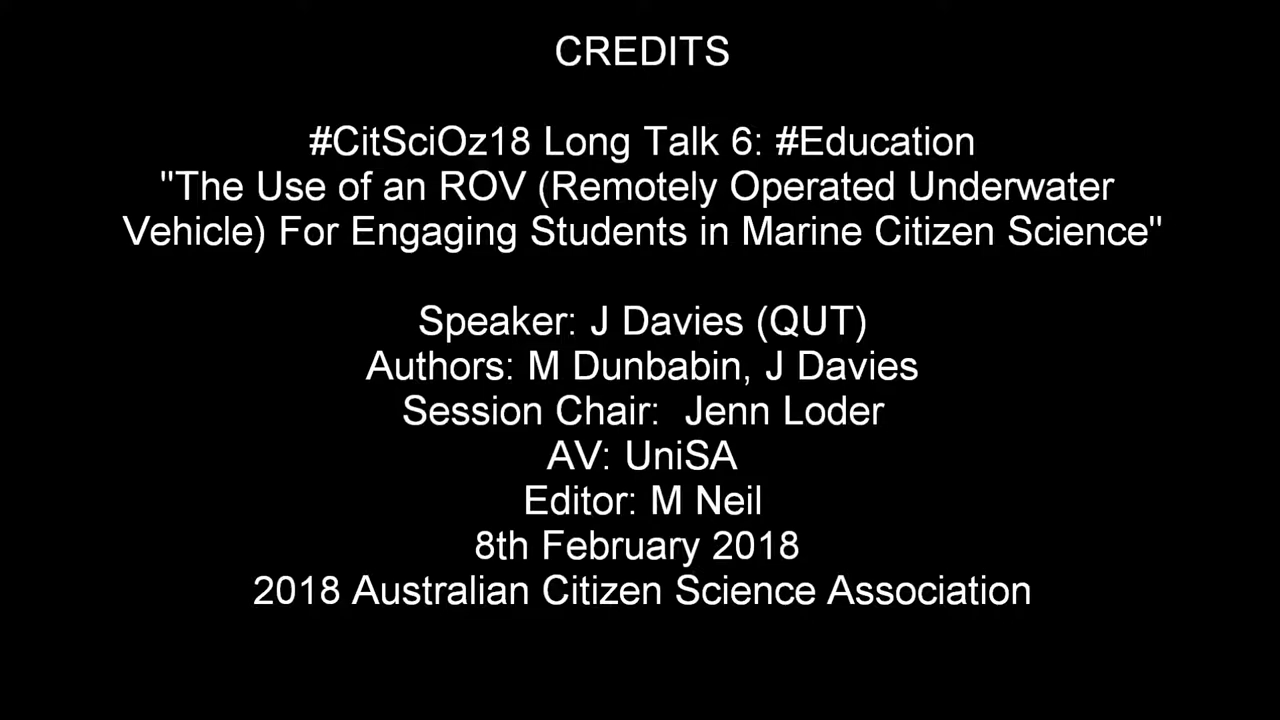 CREDITS
#CitSciOz18 Long Talk 6: #Education
"The Use of an ROV (Remotely Operated Underwater
Vehicle) For Engaging Students in Marine Citizen Science"
Speaker: J Davies (QUT)
Authors: M Dunbabin, J Davies
Session Chair:  Jenn Loder
AV: UniSA
Editor: M Neil
8th February 2018
2018 Australian Citizen Science Association